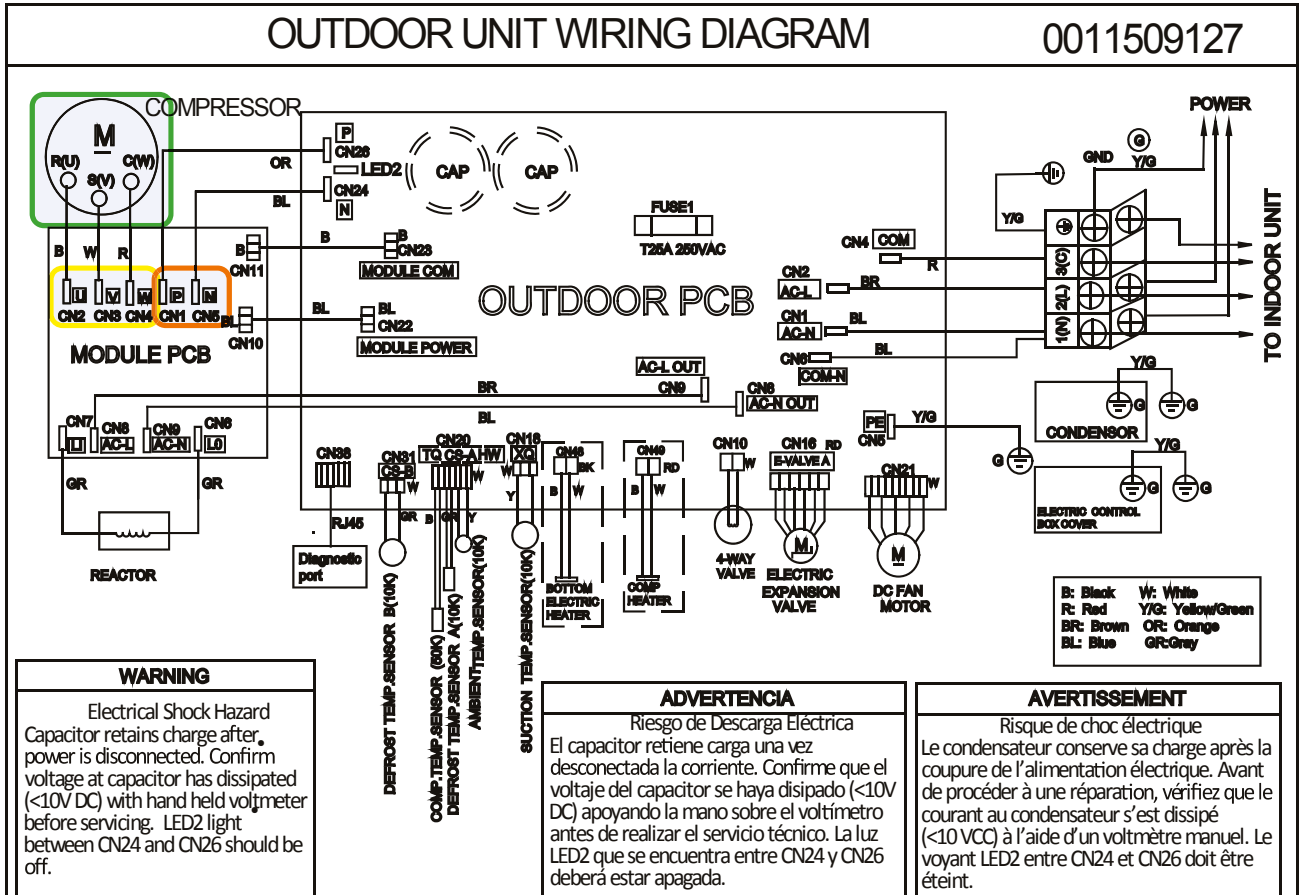 OUTDOOR UNIT WIRING DIAGRAM 0011509127
COMPRESSOR
M
R(U)
S(V)
C(W)
B W R
U V W P N
CN2 CN3 CN4 CN1 CN5
MODULE PCB
CN7 CN8 CN9 CN6
LI AC-L AC-N L0
GR GR
REACTOR
OR
BL
P
CN26
LED2
CN24
N
CAP CAP
FUSE1
T25A 250VAC
B
CN11
B
B
CN23
MODULE COM
BL
CN10
BL
BL
CN22
MODULE POWER
OUTDOOR PCB
CN4 COM
R
CN2
AC-L
BR
CN1
AC-N
BL
CN6
COM-N
BL
AC-L OUT
CN9
BR
CN8
AC-N OUT
BL
PE
CN5
Y/G
G
POWER
G
GND Y/G
Y/G
3(C)
2(L)
1(N)
TO INDOOR UNIT
Y/G
G G
CONDENSOR
Y/G
G G
ELECTRIC CONTROL
BOX COVER
CN38
RJ45
Diagnostic
port
CN31
CS-B
W
GR
DEFROST TEMP.SENSOR B(10K)
CN20
TQ CS-A HW
W
B GR Y
COMP.TEMP.SENSOR (50K)
DEFROST TEMP.SENSOR A(10K)
AMBIENT TEMP.SENSOR(10K)
CN18
XQ
W
Y
SUCTION TEMP.SENSOR(10K)
CN48
BK
B W
BOTTOM
ELECTRIC
HEATER
CN49
RD
B W
COMP
HEATER
CN10
W
4-WAY
VALVE
CN16 RD
E-VALVE A
M
ELECTRIC
EXPANSION
VALVE
CN21
W
M
DC FAN
MOTOR
B: Black W: White
R: Red Y/G: Yellow/Green
BR: Brown OR: Orange
BL: Blue GR:Gray
WARNING
Electrical Shock Hazard
Capacitor retains charge after
power is disconnected. Confirm
voltage at capacitor has dissipated
(<10V DC) with hand held voltmeter
before servicing. LED2 light
between CN24 and CN26 should be
off.
ADVERTENCIA
Riesgo de Descarga Eléctrica
El capacitor retiene carga una vez
desconectada la corriente. Confirme que el
voltaje del capacitor se haya disipado (<10V
DC) apoyando la mano sobre el voltímetro
antes de realizar el servicio técnico. La luz
LED2 que se encuentra entre CN24 y CN26
deberá estar apagada.
AVERTISSEMENT
Risque de choc électrique
Le condensateur conserve sa charge après la
coupure de l'alimentation électrique. Avant
de procéder à une réparation, vérifiez que le
courant au condensateur s'est dissipé
(<10 VCC) à l'aide d'un voltmètre manuel. Le
voyant LED2 entre CN24 et CN26 doit être
éteint.